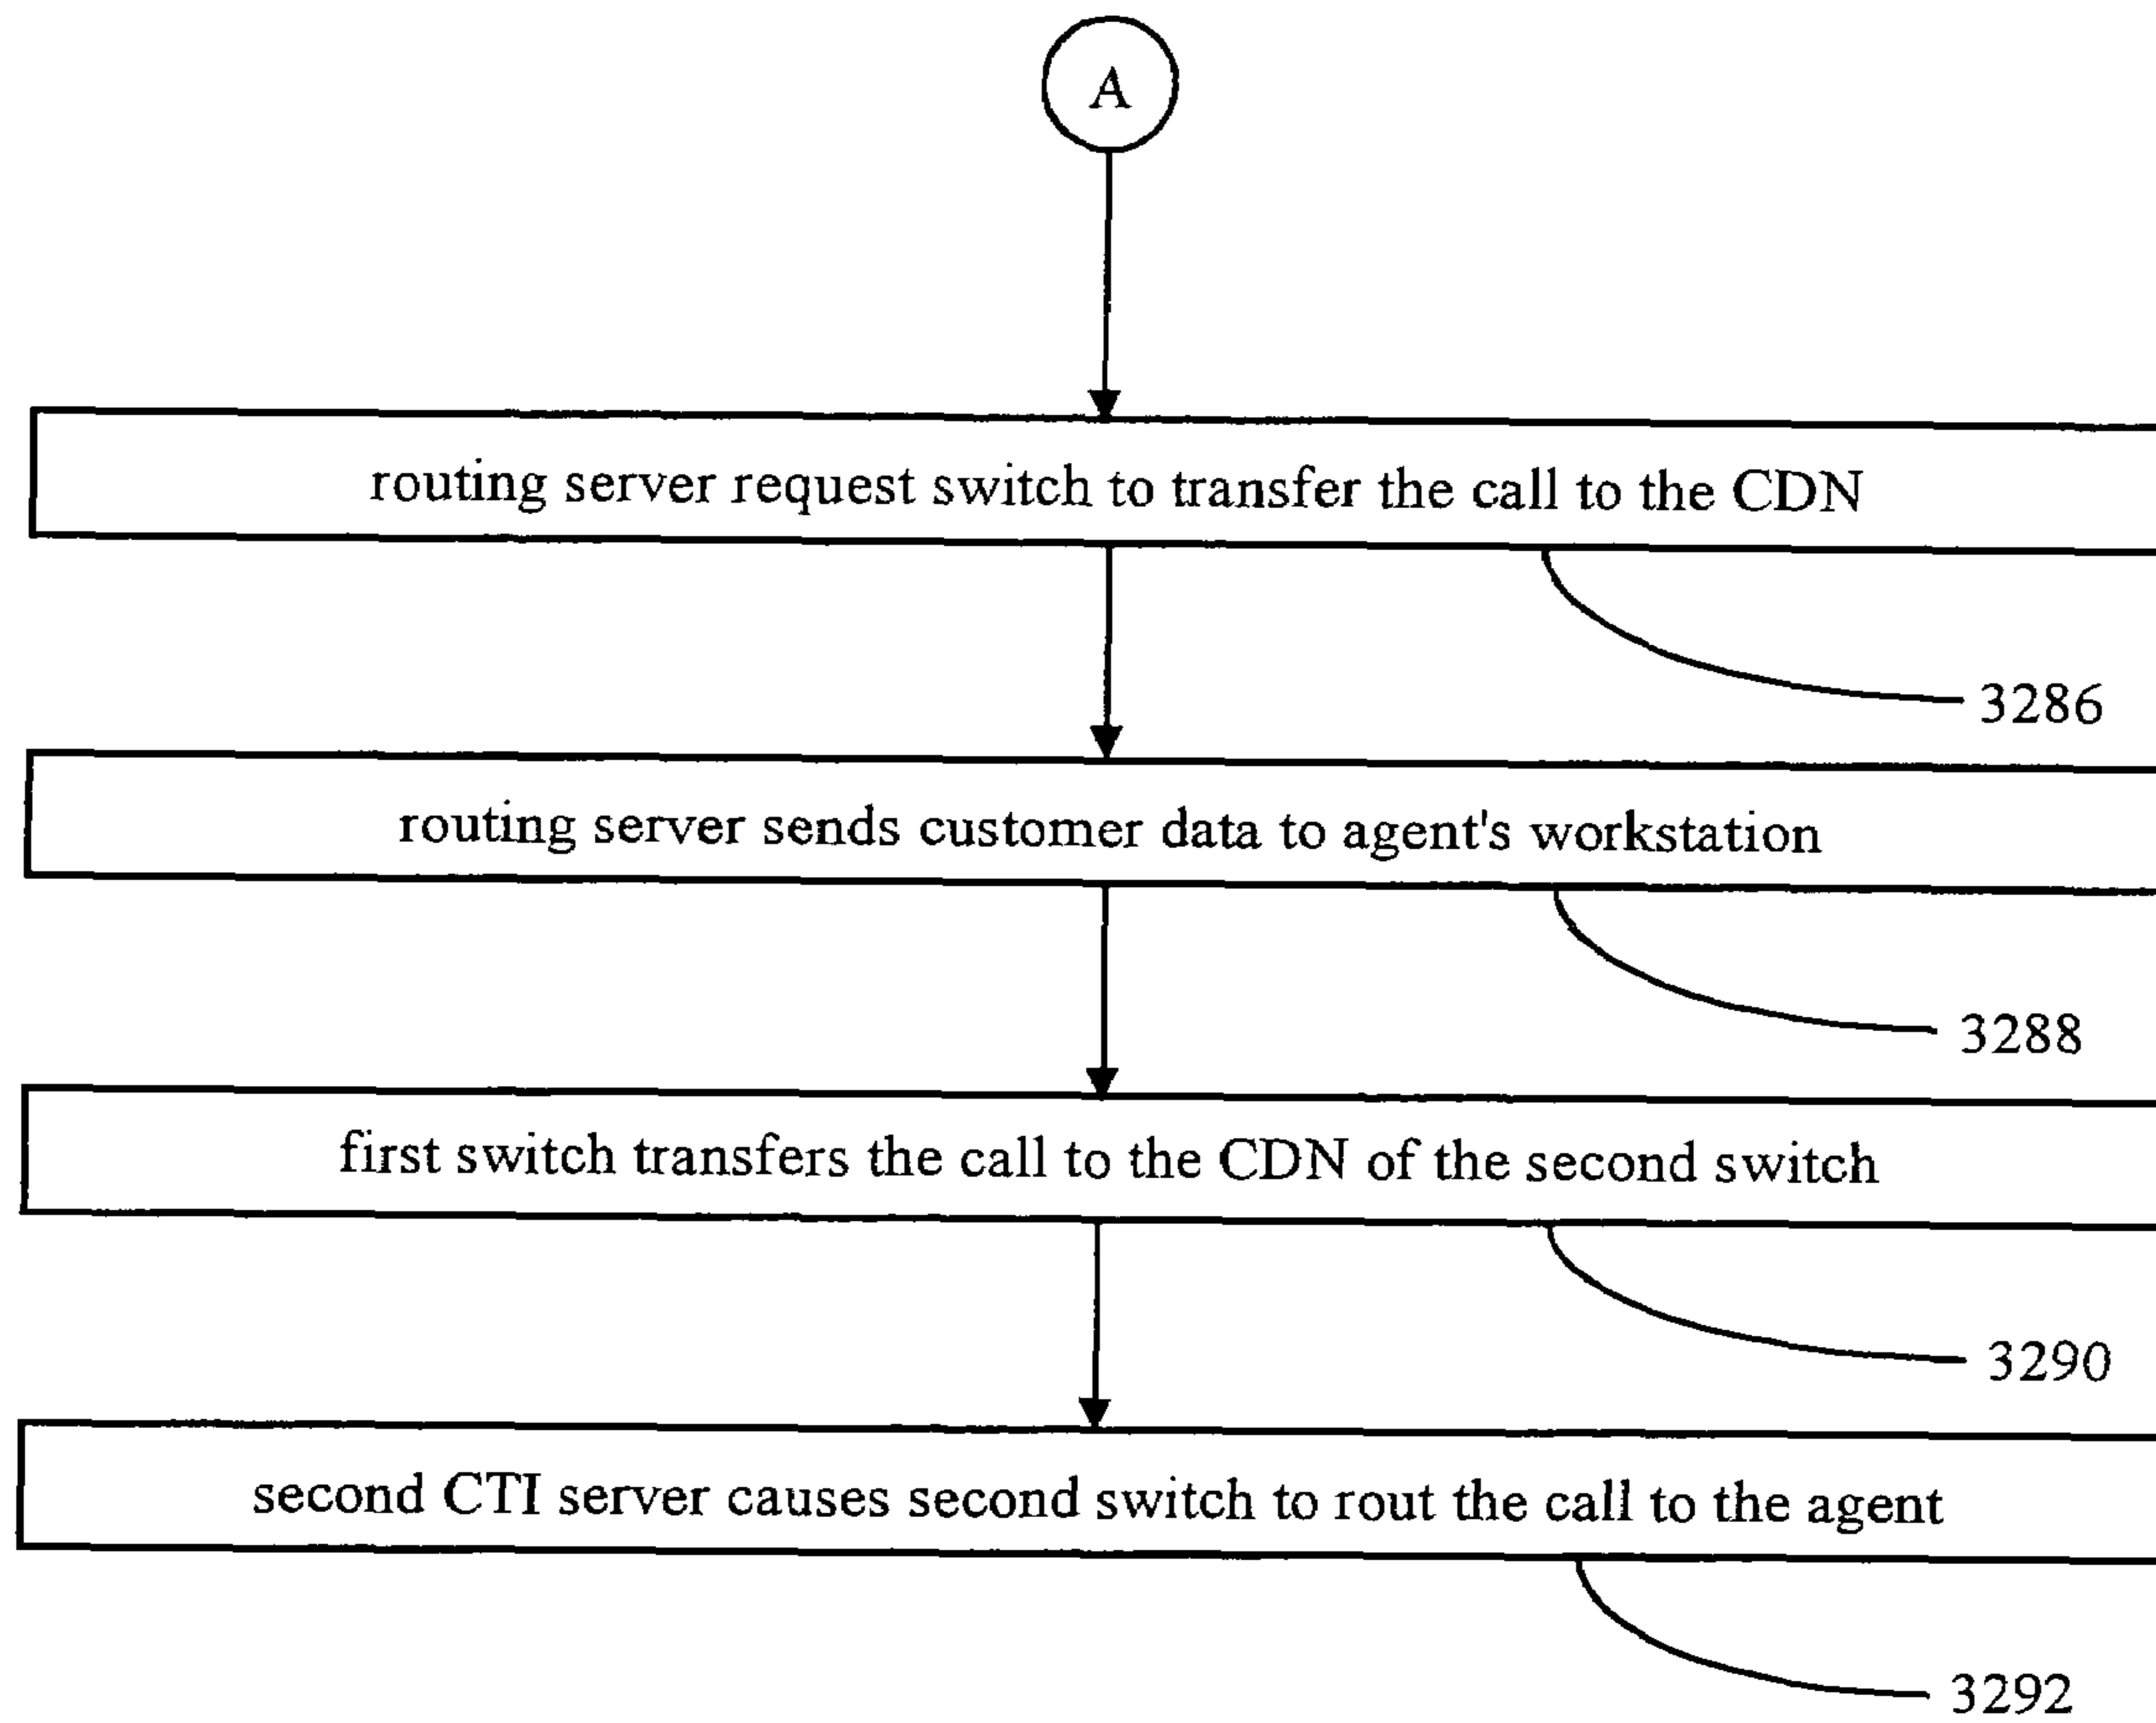 A
routing server request switch to transfer the call to the CDN
3286
routing server sends customer data to agent's workstation
3288
first switch transfers the call to the CDN of the second switch
3290
second CTI server causes second switch to rout the call to the agent
3292